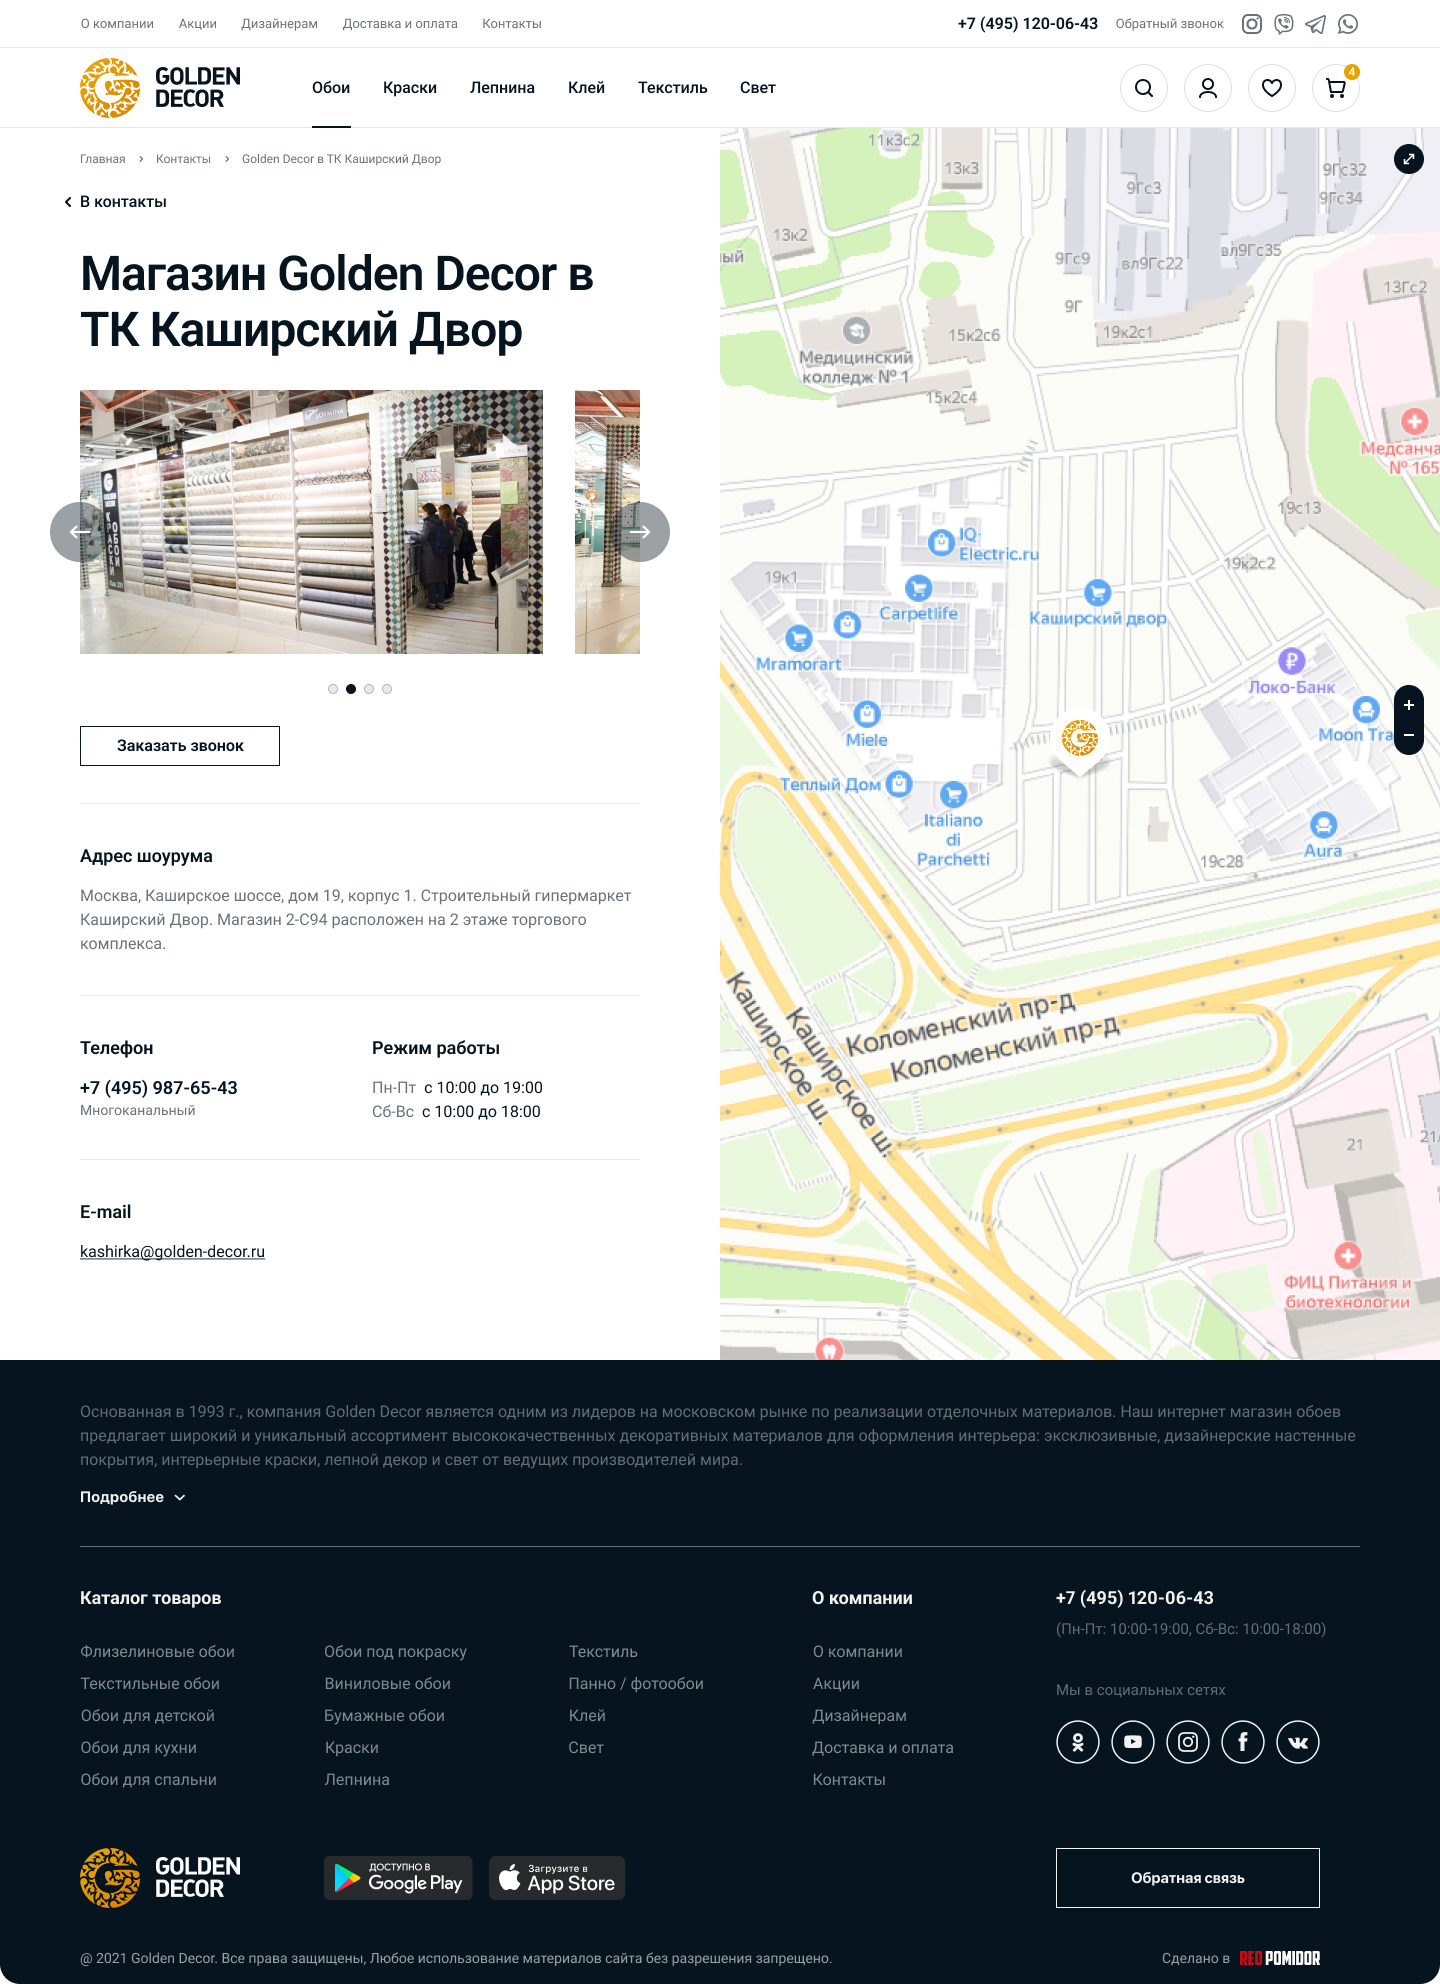 О компании
Акции
Дизайнерам
Доставка и оплата
Контакты
+7 (495) 120-06-43
Обратный звонок
GOLDEN
DECOR
Обои
Краски
Лепнина
Клей
Текстиль
Свет
4
Главная
Контакты
Golden Decor в ТК Каширский Двор
В контакты
Магазин Golden Decor в
ТК Каширский Двор
LOYMINA
GOLDEN
КРАСКИ
ОБОИ
Заказать звонок
Адрес шоурума
Москва, Каширское шоссе, дом 19, корпус 1. Строительный гипермаркет
Каширский Двор. Магазин 2-С94 расположен на 2 этаже торгового
комплекса.
Телефон
+7 (495) 987-65-43
Многоканальный
Режим работы
Пн-Пт с 10:00 до 19:00
Сб-Вс с 10:00 до 18:00
E-mail
kashirka@golden-decor.ru
11к3с2
13к3
9Гс3
9Гс32
9Гс34
13к2
ный
9Гс9
вл9Гс22
вл9Гс35
13Гс2
9Г
19к2с1
15к2с6
Медицинский
колледж № 1
15к2с4
Медсанча
№ 165
19с13
IQ-
Electric.ru
19к2с2
19к1
Carpetlife
Каширский двор
Mramorart
Локо-Банк
Miele
Moon Tra
Теплый Дом
Italiano
di
Parchetti
Aura
19с28
Коломенский пр-д
Коломенский пр-д
Каширское ш.
Каширское ш.
21
21/
ФИЦ Питания и
биотехнологии
Основанная в 1993 г., компания Golden Decor является одним из лидеров на московском рынке по реализации отделочных материалов. Наш интернет магазин обоев
предлагает широкий и уникальный ассортимент высококачественных декоративных материалов для оформления интерьера: эксклюзивные, дизайнерские настенные
покрытия, интерьерные краски, лепной декор и свет от ведущих производителей мира.
Подробнее
Каталог товаров
Флизелиновые обои
Текстильные обои
Обои для детской
Обои для кухни
Обои для спальни
Обои под покраску
Виниловые обои
Бумажные обои
Краски
Лепнина
Текстиль
Панно / фотообои
Клей
Свет
О компании
О компании
Акции
Дизайнерам
Доставка и оплата
Контакты
+7 (495) 120-06-43
(Пн-Пт: 10:00-19:00, Сб-Вс: 10:00-18:00)
Мы в социальных сетях
GOLDEN
DECOR
ДОСТУПНО В
Google Play
Загрузите в
App Store
Обратная связь
@ 2021 Golden Decor. Все права защищены, Любое использование материалов сайта без разрешения запрещено.
Сделано в RED POMIDOR